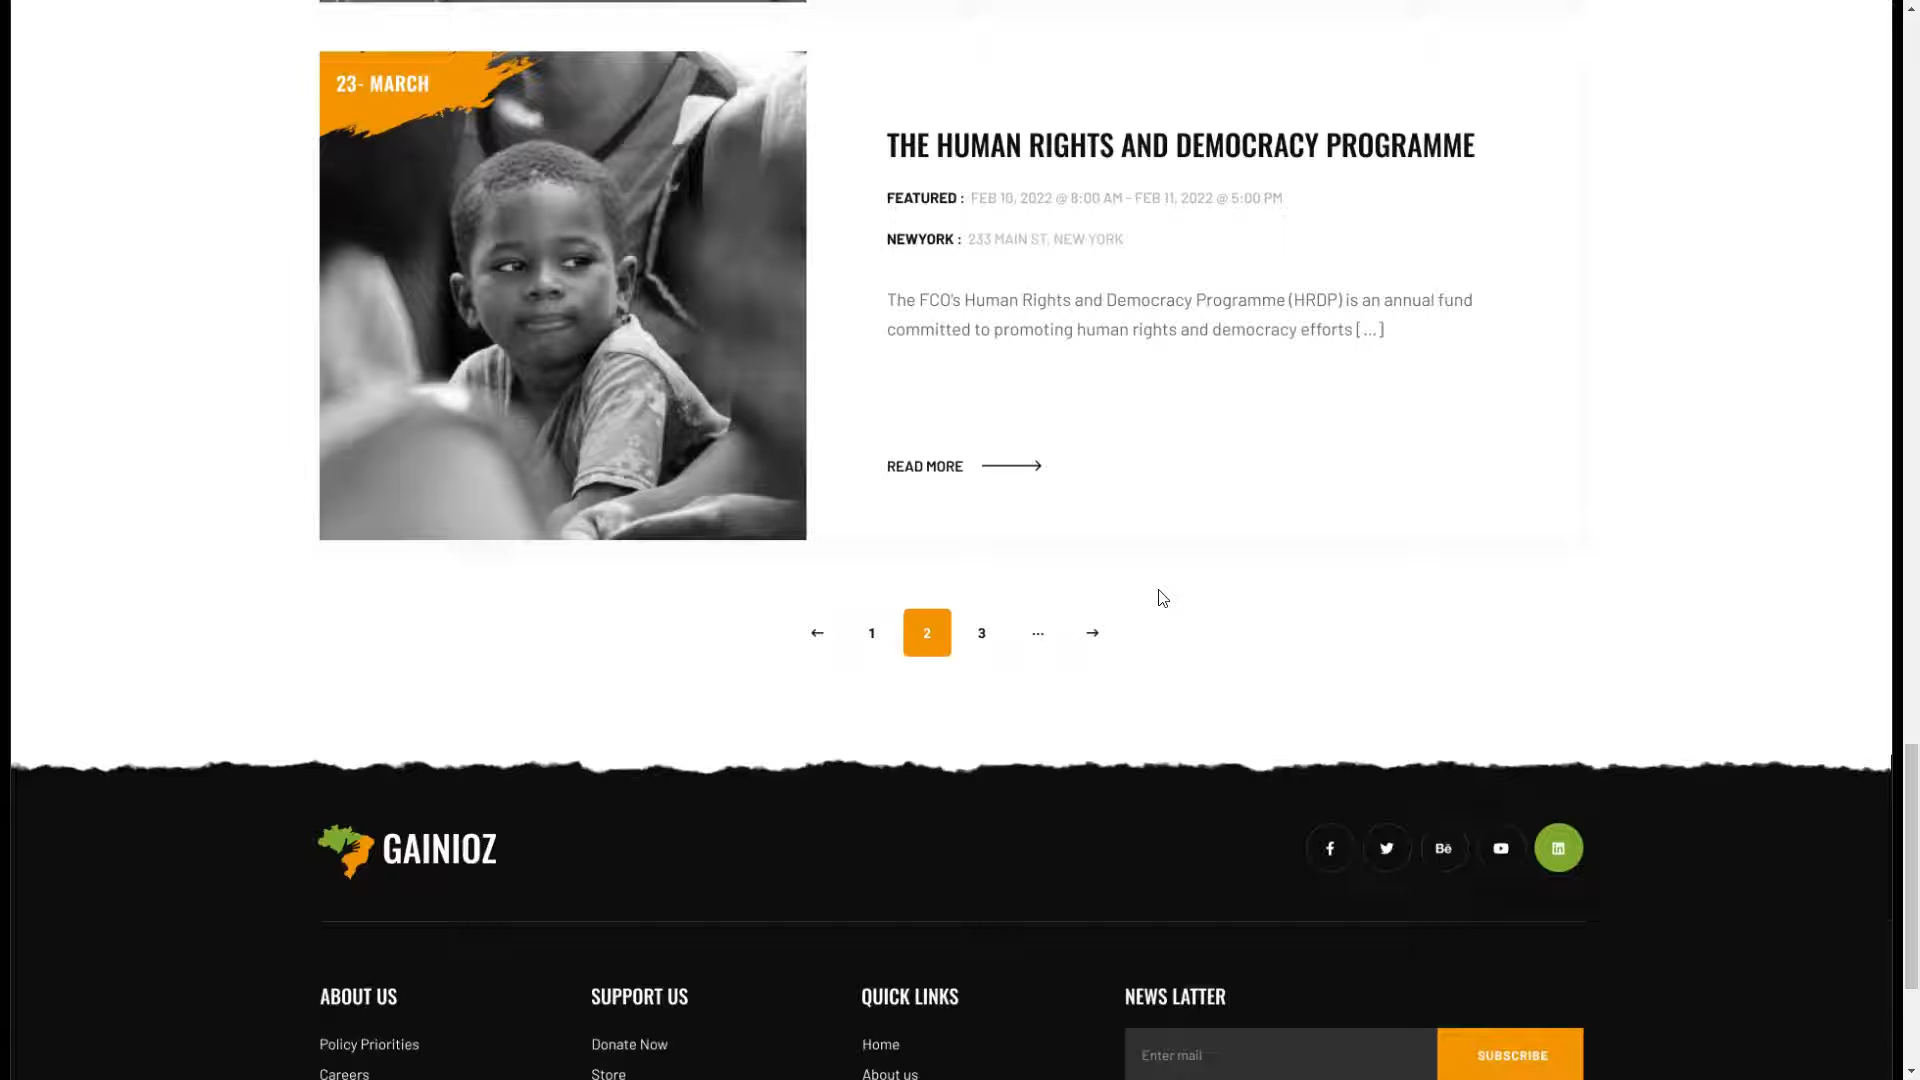 23- MARCH
THE HUMAN RIGHTS AND DEMOCRACY PROGRAMME
FEATURED : FEB 10, 2022 @ 8:00 AM - FEB 11, 2022 @ 5:00 PM
NEWYORK : 233 MAIN ST, NEW YORK
The FCO's Human Rights and Democracy Programme (HRDP) is an annual fund
committed to promoting human rights and democracy efforts [...]
READ MORE
1 2 3 ...
GAINIOZ
Bē
in
ABOUT US
Policy Priorities
Careers
SUPPORT US
Donate Now
Store
QUICK LINKS
Home
About us
NEWS LATTER
Enter mail
SUBSCRIBE